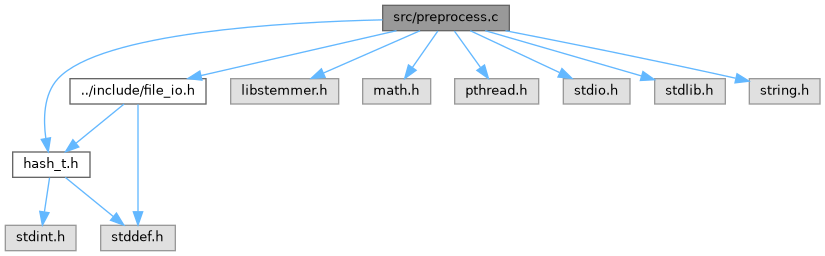 src/preprocess.c
../include/file_io.h
libstemmer.h
math.h
pthread.h
stdio.h
stdlib.h
string.h
hash_t.h
stdint.h
stddef.h